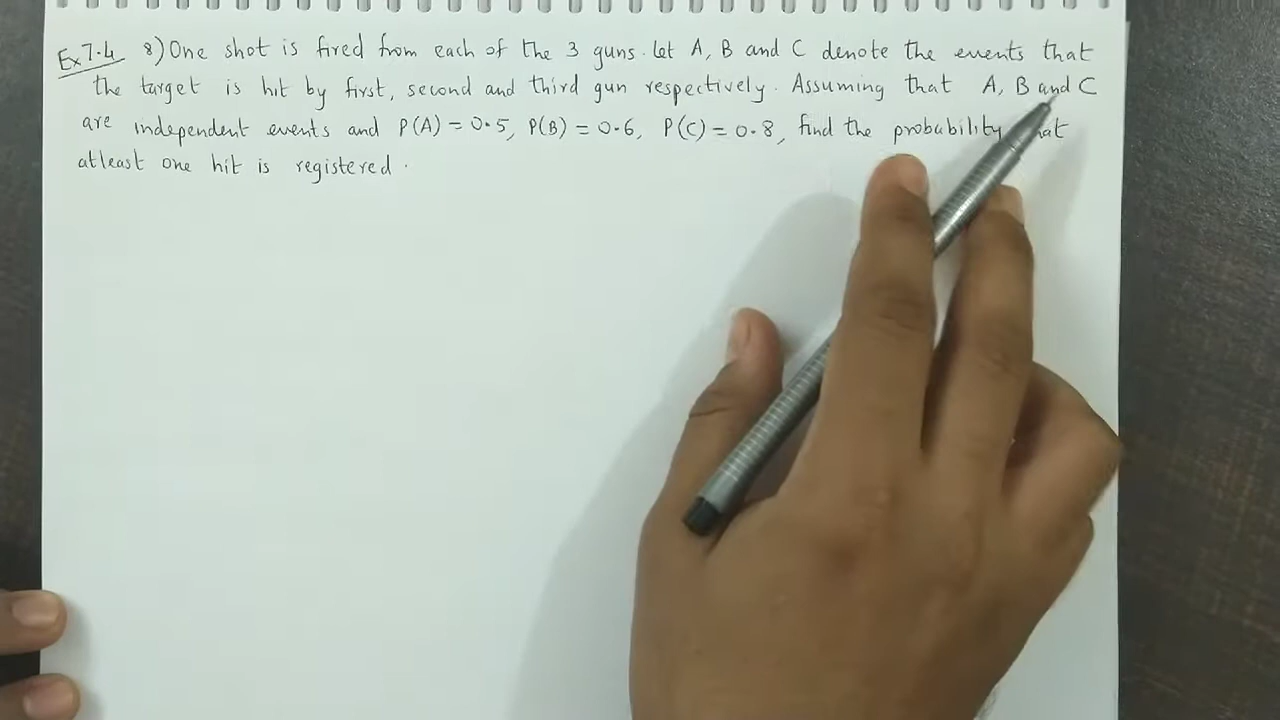 Ex 7.4 8) One shot is fired from each of the 3 guns. Let A, B and C denote the events that
the target is hit by first, second and third gun respectively. Assuming that A, B and C
are independent events and P(A) = 0.5, P(B) = 0.6, P(C) = 0.8, find the probability hat
atleast one hit is registered.